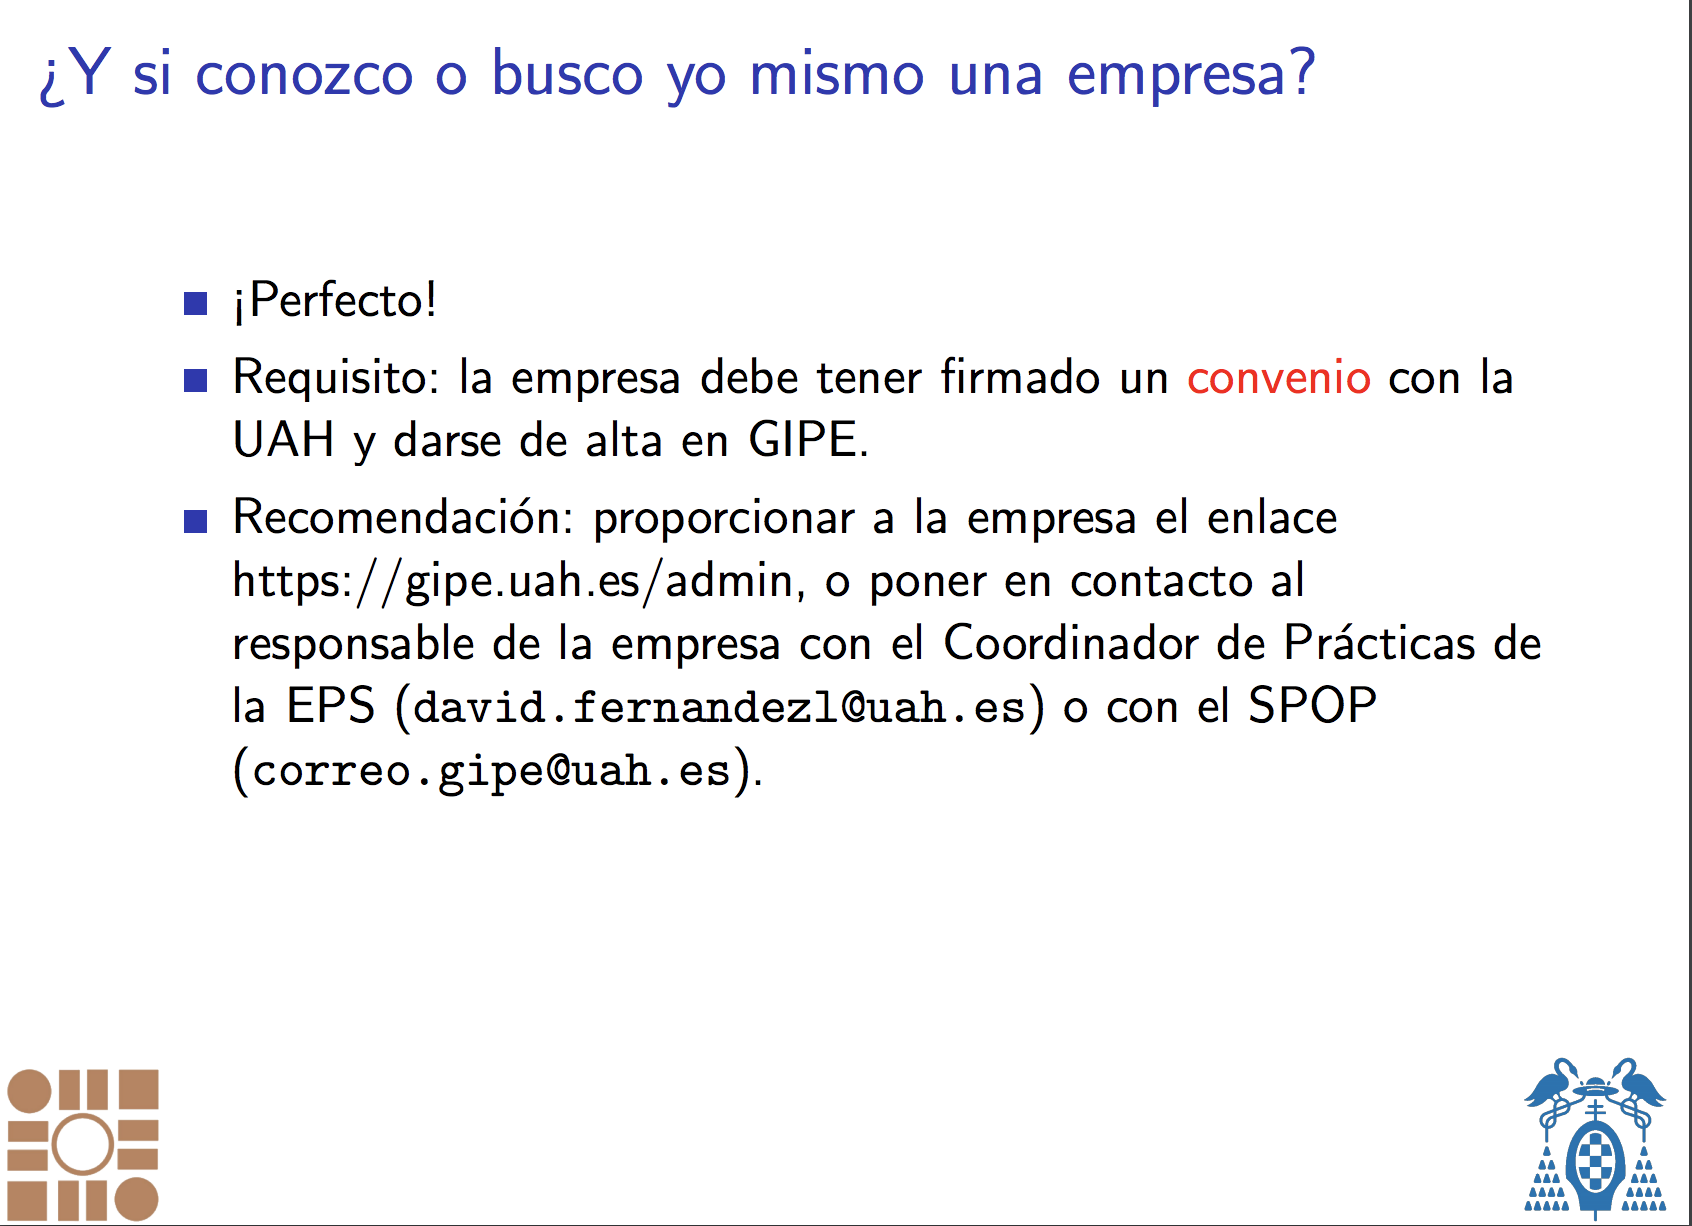 ¿Y si conozco o busco yo mismo una empresa?
¡Perfecto!
Requisito: la empresa debe tener firmado un convenio con la
UAH y darse de alta en GIPE.
Recomendación: proporcionar a la empresa el enlace
https://gipe.uah.es/admin, o poner en contacto al
responsable de la empresa con el Coordinador de Prácticas de
la EPS (david.fernandezl@uah.es) o con el SPOP
(correo.gipe@uah.es).